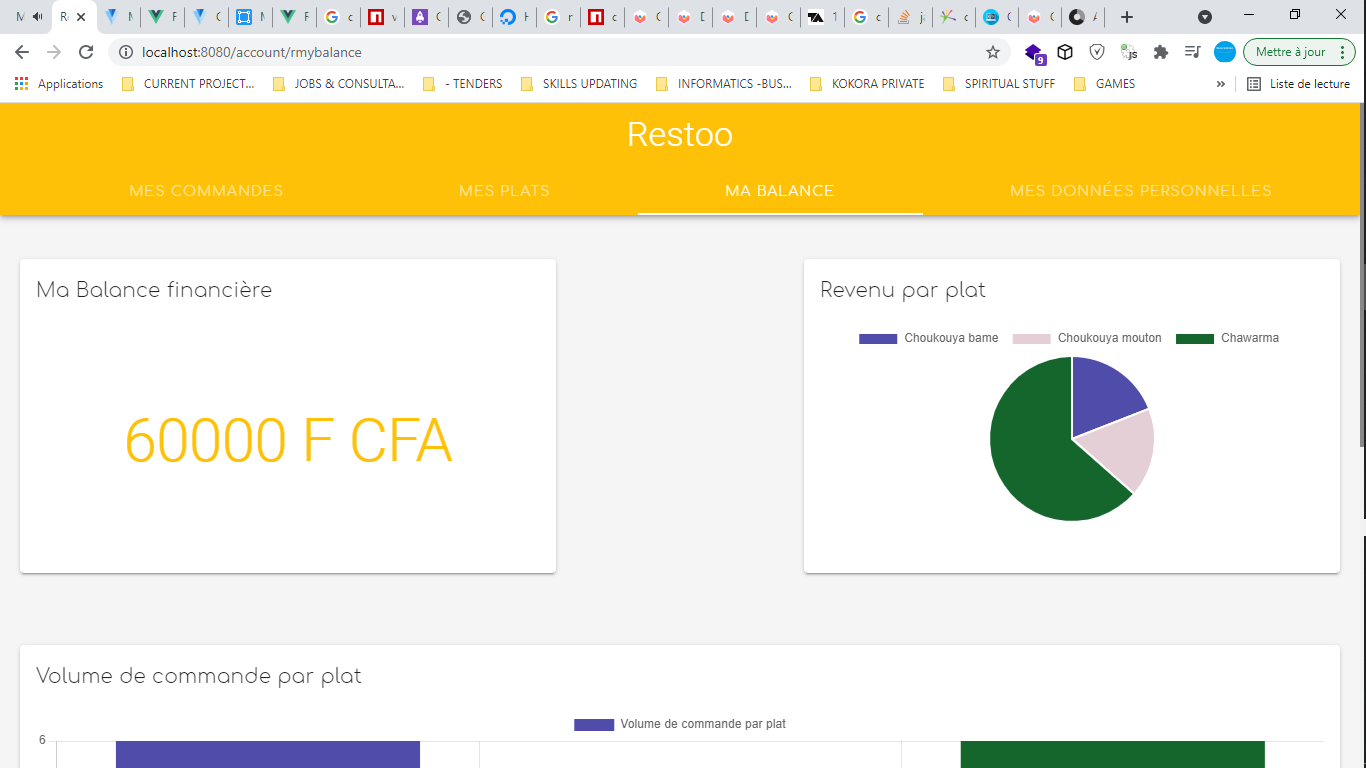 localhost:8080/account/rmybalance
Mettre à jour
Applications
CURRENT PROJECT...
JOBS & CONSULTA...
- TENDERS
SKILLS UPDATING
INFORMATICS -BUS...
KOKORA PRIVATE
SPIRITUAL STUFF
GAMES
»
Liste de lecture
9
Restoo
MES COMMANDES
MES PLATS
MA BALANCE
MES DONNÉES PERSONNELLES
Ma Balance financière
60000 F CFA
Revenu par plat
Choukouya bame
Choukouya mouton
Chawarma
Volume de commande par plat
Volume de commande par plat
6